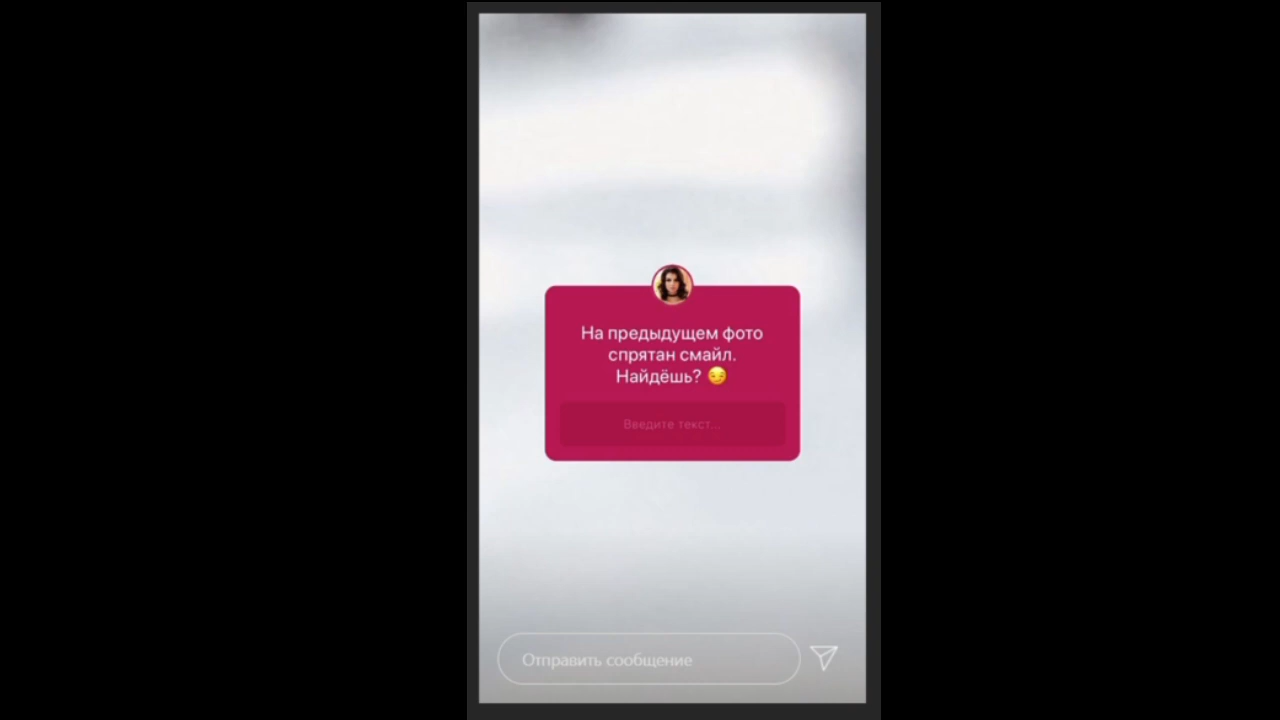 На предыдущем фото
спрятан смайл.
Найдёшь? 😏
Введите текст...
Отправить сообщение